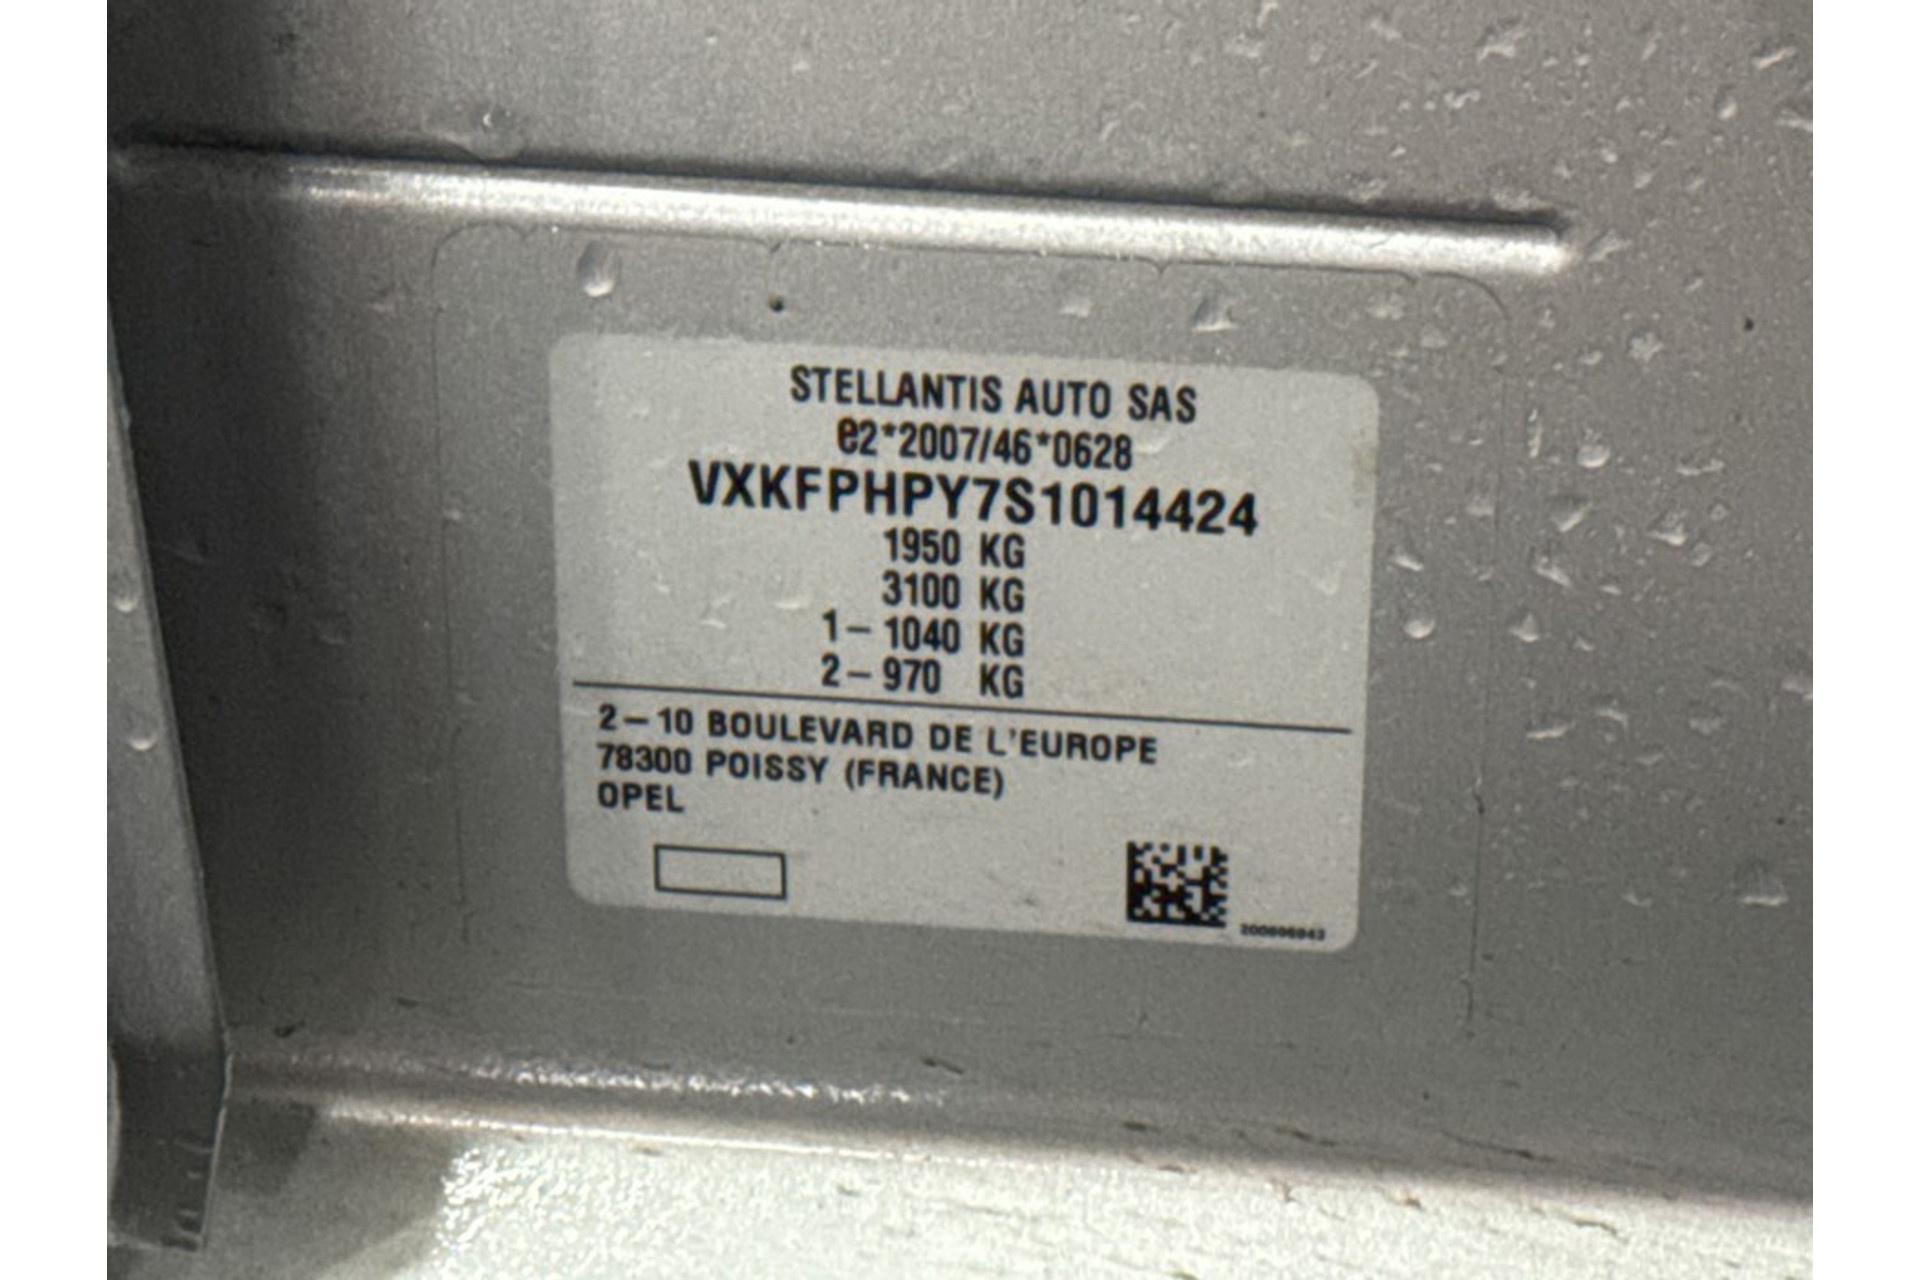 STELLANTIS AUTO SAS
e2*2007/46*0628
VXKFPHPY7S1014424
1950 KG
3100 KG
1- 1040 KG
2- 970 KG
2-10 BOULEVARD DE L'EUROPE
78300 POISSY (FRANCE)
OPEL